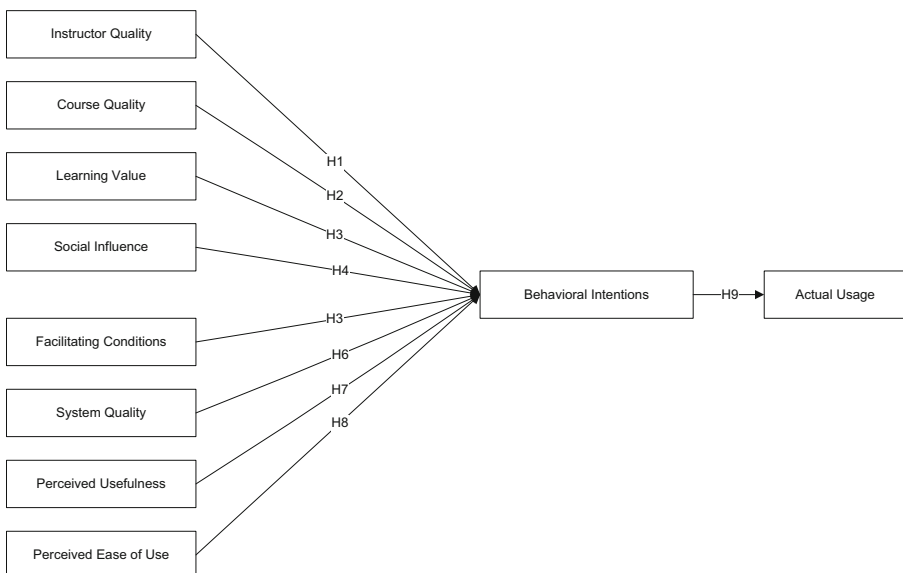 Instructor Quality
Course Quality
Learning Value
Social Influence
Facilitating Conditions
System Quality
Perceived Usefulness
Perceived Ease of Use
H1
H2
H3
H4
H3
H6
H7
H8
Behavioral Intentions
H9
Actual Usage